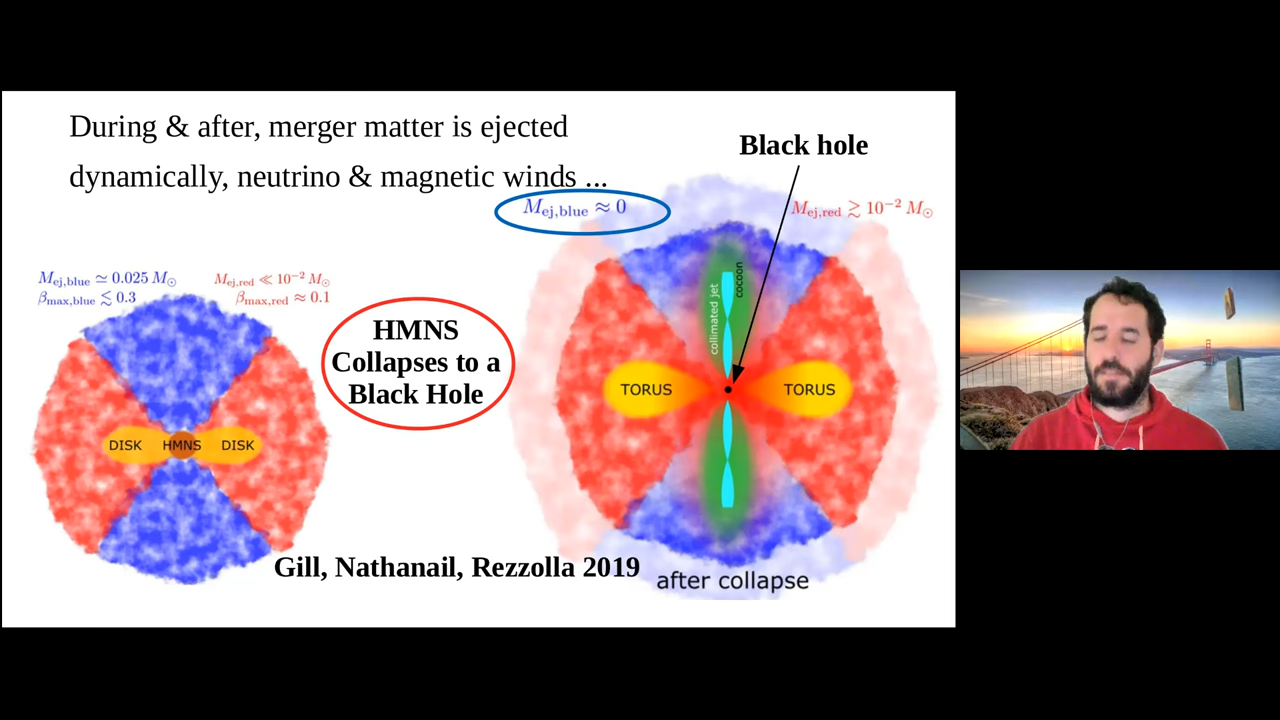 During & after, merger matter is ejected
dynamically, neutrino & magnetic winds ...
Black hole
M_ej,blue ≈ 0
M_ej,red ≳ 10⁻² M_⊙
M_ej,blue ≃ 0.025 M_⊙
β_max,blue ≲ 0.3
M_ej,red ≪ 10⁻² M_⊙
β_max,red ≈ 0.1
HMNS
Collapses to a
Black Hole
collimated jet
cocoon
TORUS
TORUS
DISK HMNS DISK
Gill, Nathanail, Rezzolla 2019
after collapse